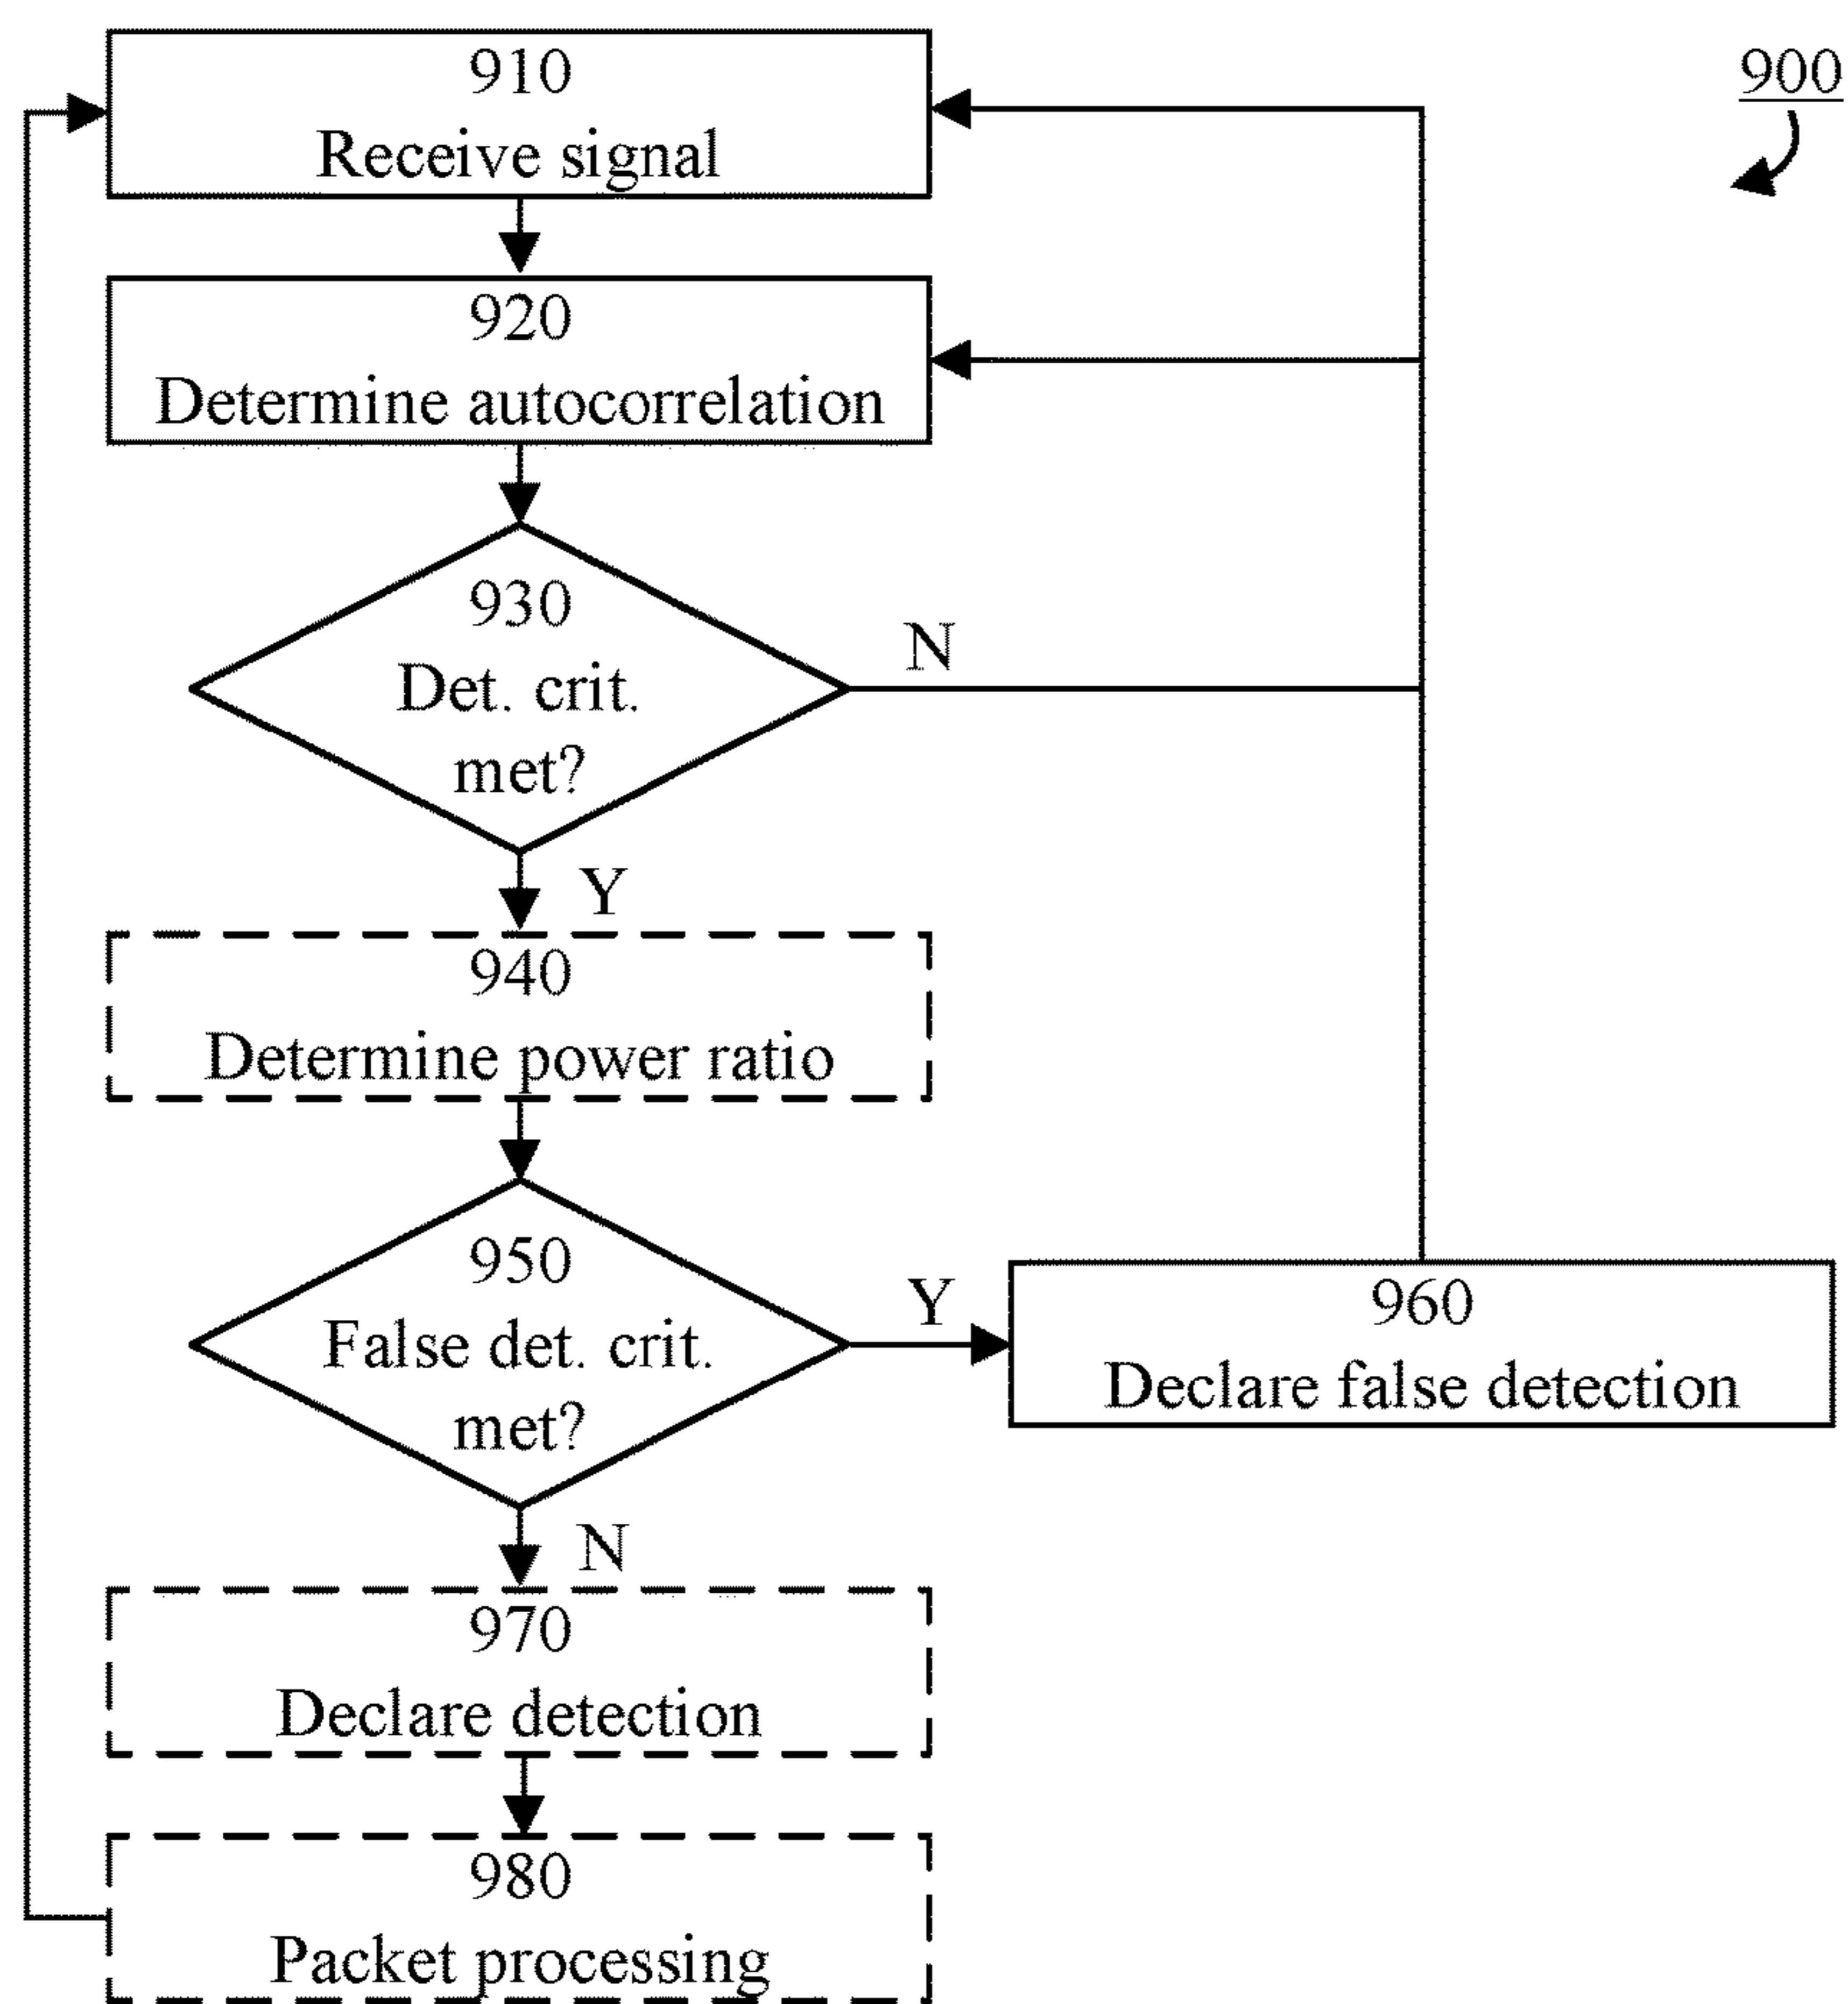 900
910
Receive signal
920
Determine autocorrelation
930
Det. crit.
met?
N
Y
940
Determine power ratio
950
False det. crit.
met?
Y
960
Declare false detection
N
970
Declare detection
980
Packet processing